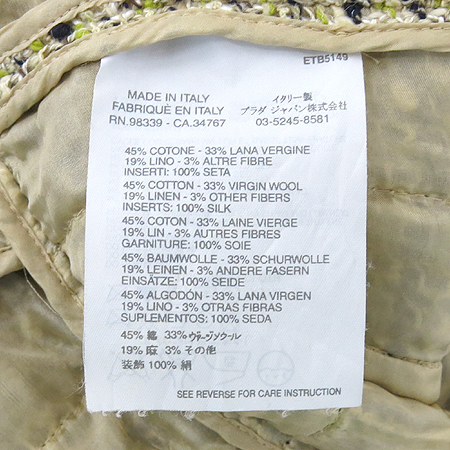 ETB5149
MADE IN ITALY
FABRIQUÉ EN ITALY
RN.98339 - CA.34767
イタリー製
プラダ ジャパン株式会社
03-5245-8581
45% COTONE - 33% LANA VERGINE
19% LINO - 3% ALTRE FIBRE
INSERTI: 100% SETA
45% COTTON - 33% VIRGIN WOOL
19% LINEN - 3% OTHER FIBERS
INSERTS: 100% SILK
45% COTON - 33% LAINE VIERGE
19% LIN - 3% AUTRES FIBRES
GARNITURE: 100% SOIE
45% BAUMWOLLE - 33% SCHURWOLLE
19% LEINEN - 3% ANDERE FASERN
EINSÄTZE: 100% SEIDE
45% ALGODÓN - 33% LANA VIRGEN
19% LINO - 3% OTRAS FIBRAS
SUPLEMENTOS: 100% SEDA
45% 綿 33% ヴァージンウール
19% 麻 3% その他
装飾 100% 絹
SEE REVERSE FOR CARE INSTRUCTION